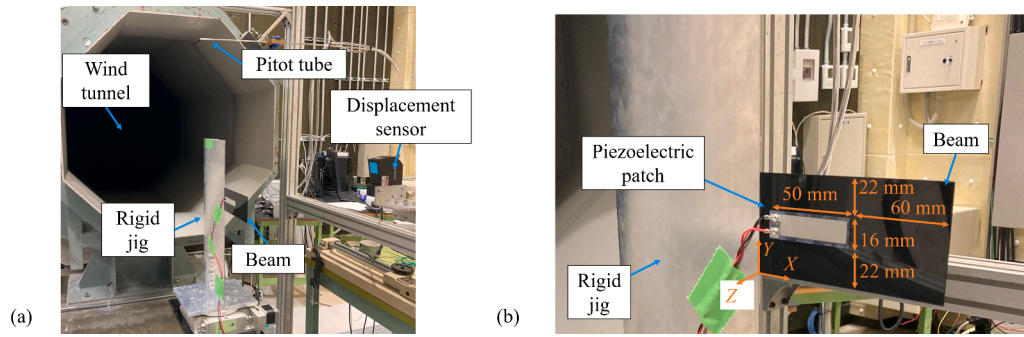 Pitot tube
Wind
tunnel
Displacement
sensor
Rigid
jig
Beam
(a)
Beam
Piezoelectric
patch
50 mm
22 mm
60 mm
16 mm
22 mm
Y
X
Z
Rigid
jig
(b)